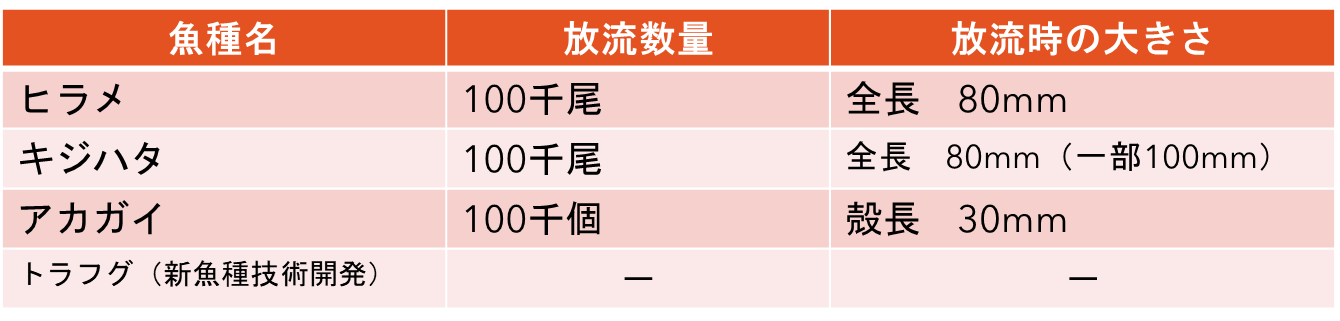 魚種名 放流数量 放流時の大きさ
ヒラメ 100千尾 全長　80mm
キジハタ 100千尾 全長　80mm（一部100mm）
アカガイ 100千個 殻長　30mm
トラフグ（新魚種技術開発） ― ―